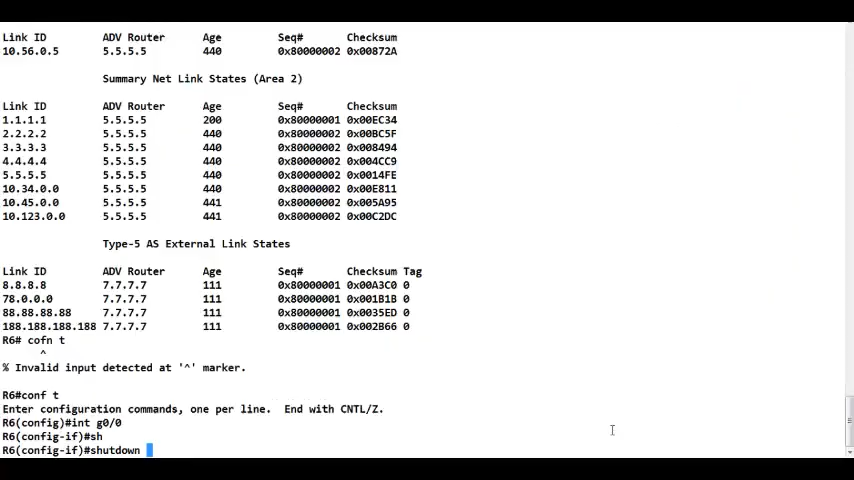 Link ID         ADV Router      Age         Seq#       Checksum
10.56.0.5       5.5.5.5         440         0x80000002 0x00872A
                Summary Net Link States (Area 2)
Link ID         ADV Router      Age         Seq#       Checksum
1.1.1.1         5.5.5.5         200         0x80000001 0x00EC34
2.2.2.2         5.5.5.5         440         0x80000002 0x00BC5F
3.3.3.3         5.5.5.5         440         0x80000002 0x008494
4.4.4.4         5.5.5.5         440         0x80000002 0x004CC9
5.5.5.5         5.5.5.5         440         0x80000002 0x0014FE
10.34.0.0       5.5.5.5         440         0x80000002 0x00E811
10.45.0.0       5.5.5.5         441         0x80000002 0x005A95
10.123.0.0      5.5.5.5         441         0x80000002 0x00C2DC
                Type-5 AS External Link States
Link ID         ADV Router      Age         Seq#       Checksum Tag
8.8.8.8         7.7.7.7         111         0x80000001 0x00A3C0 0
78.0.0.0        7.7.7.7         111         0x80000001 0x001B1B 0
88.88.88.88     7.7.7.7         111         0x80000001 0x0035ED 0
188.188.188.188 7.7.7.7         111         0x80000001 0x002B66 0
R6# cofn t
      ^
% Invalid input detected at '^' marker.
R6#conf t
Enter configuration commands, one per line.  End with CNTL/Z.
R6(config)#int g0/0
R6(config-if)#sh
R6(config-if)#shutdown